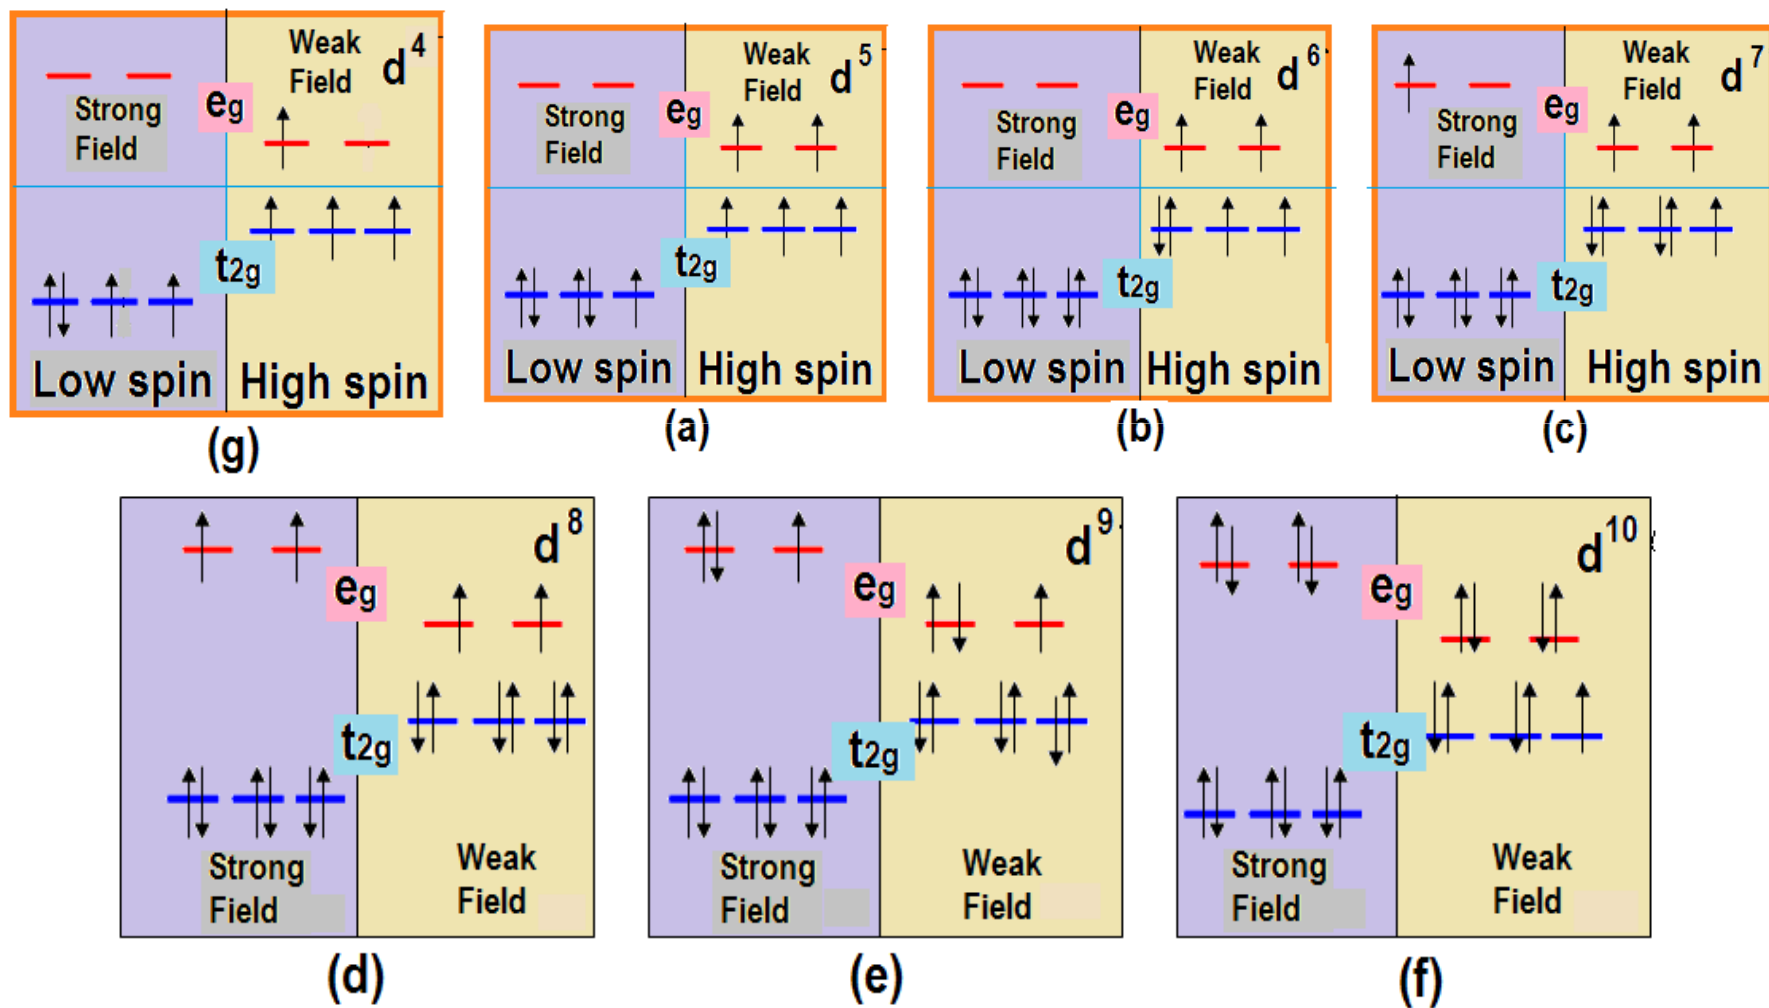 Weak
Field
d4
eg
Strong
Field
t2g
Low spin
High spin
(g)
Weak
Field
d5
eg
Strong
Field
t2g
Low spin
High spin
(a)
Weak
Field
d6
eg
Strong
Field
t2g
Low spin
High spin
(b)
Weak
Field
d7
eg
Strong
Field
t2g
Low spin
High spin
(c)
d8
eg
t2g
Strong
Field
Weak
Field
(d)
d9
eg
t2g
Strong
Field
Weak
Field
(e)
d10
eg
t2g
Strong
Field
Weak
Field
(f)